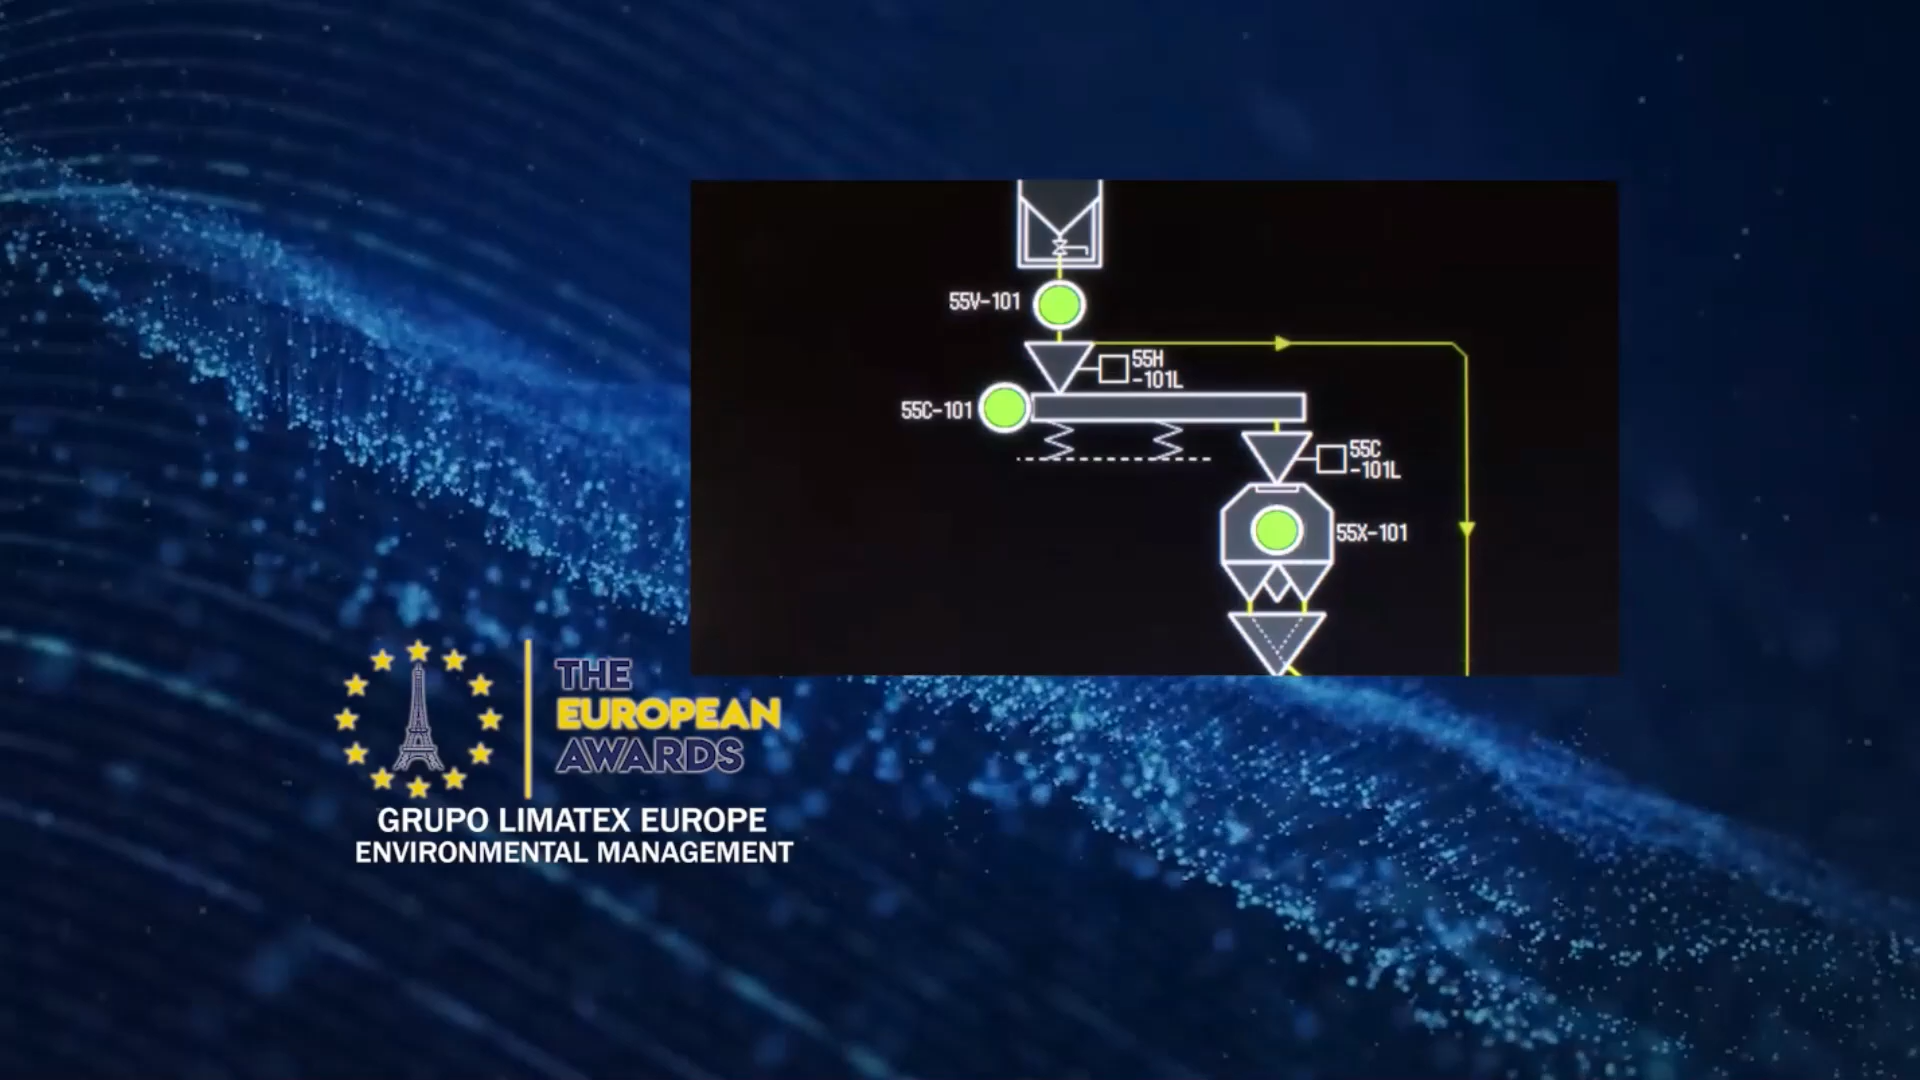 55V-101
55H
-101L
55C-101
55C
-101L
55X-101
THE
EUROPEAN
AWARDS
GRUPO LIMATEX EUROPE
ENVIRONMENTAL MANAGEMENT